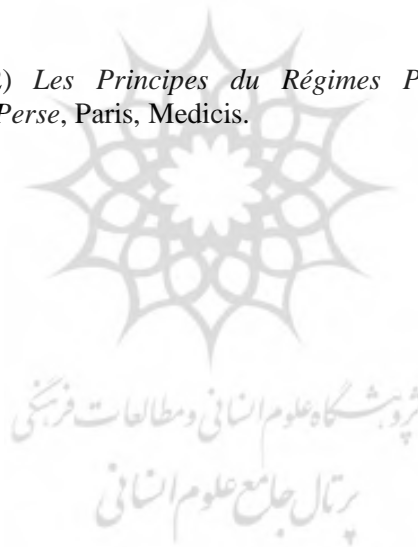 ) Les Principes du Régimes P
Perse, Paris, Medicis.
پژوهشگاه علوم انسانی و مطالعات فرهنگی
پرتال جامع علوم انسانی